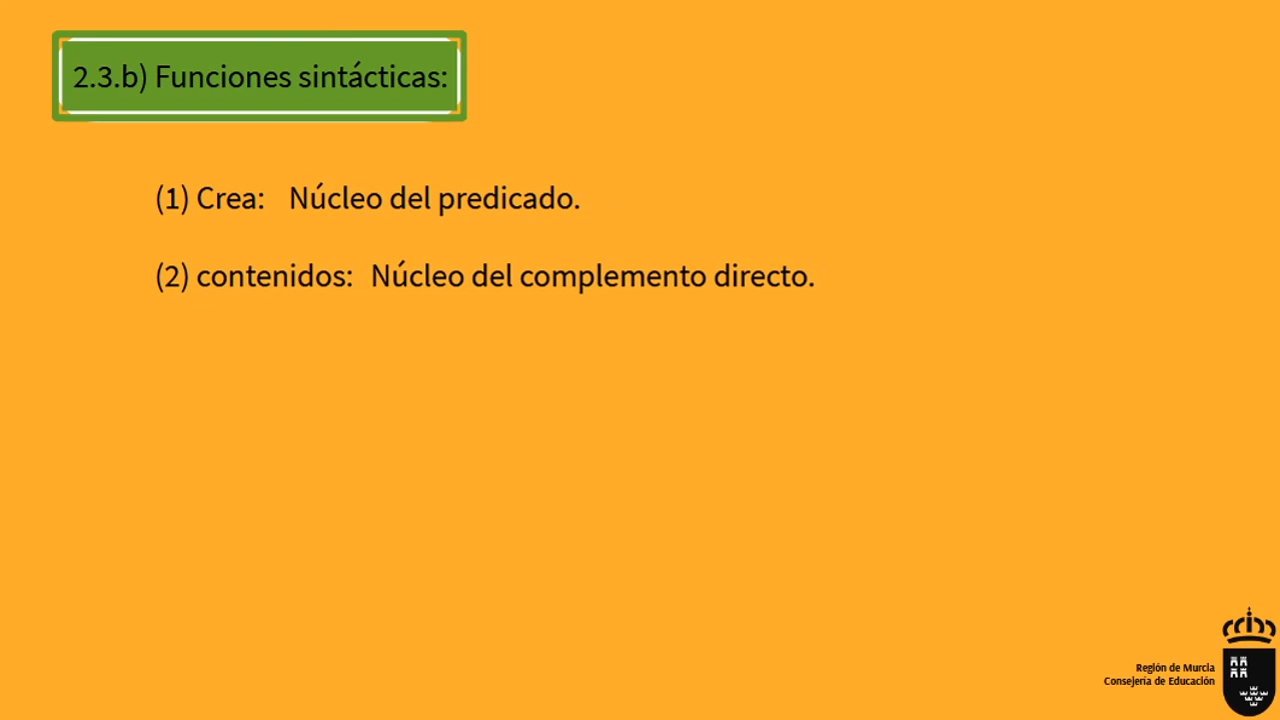 2.3.b) Funciones sintácticas:
(1) Crea: Núcleo del predicado.
(2) contenidos: Núcleo del complemento directo.
Región de Murcia
Consejería de Educación